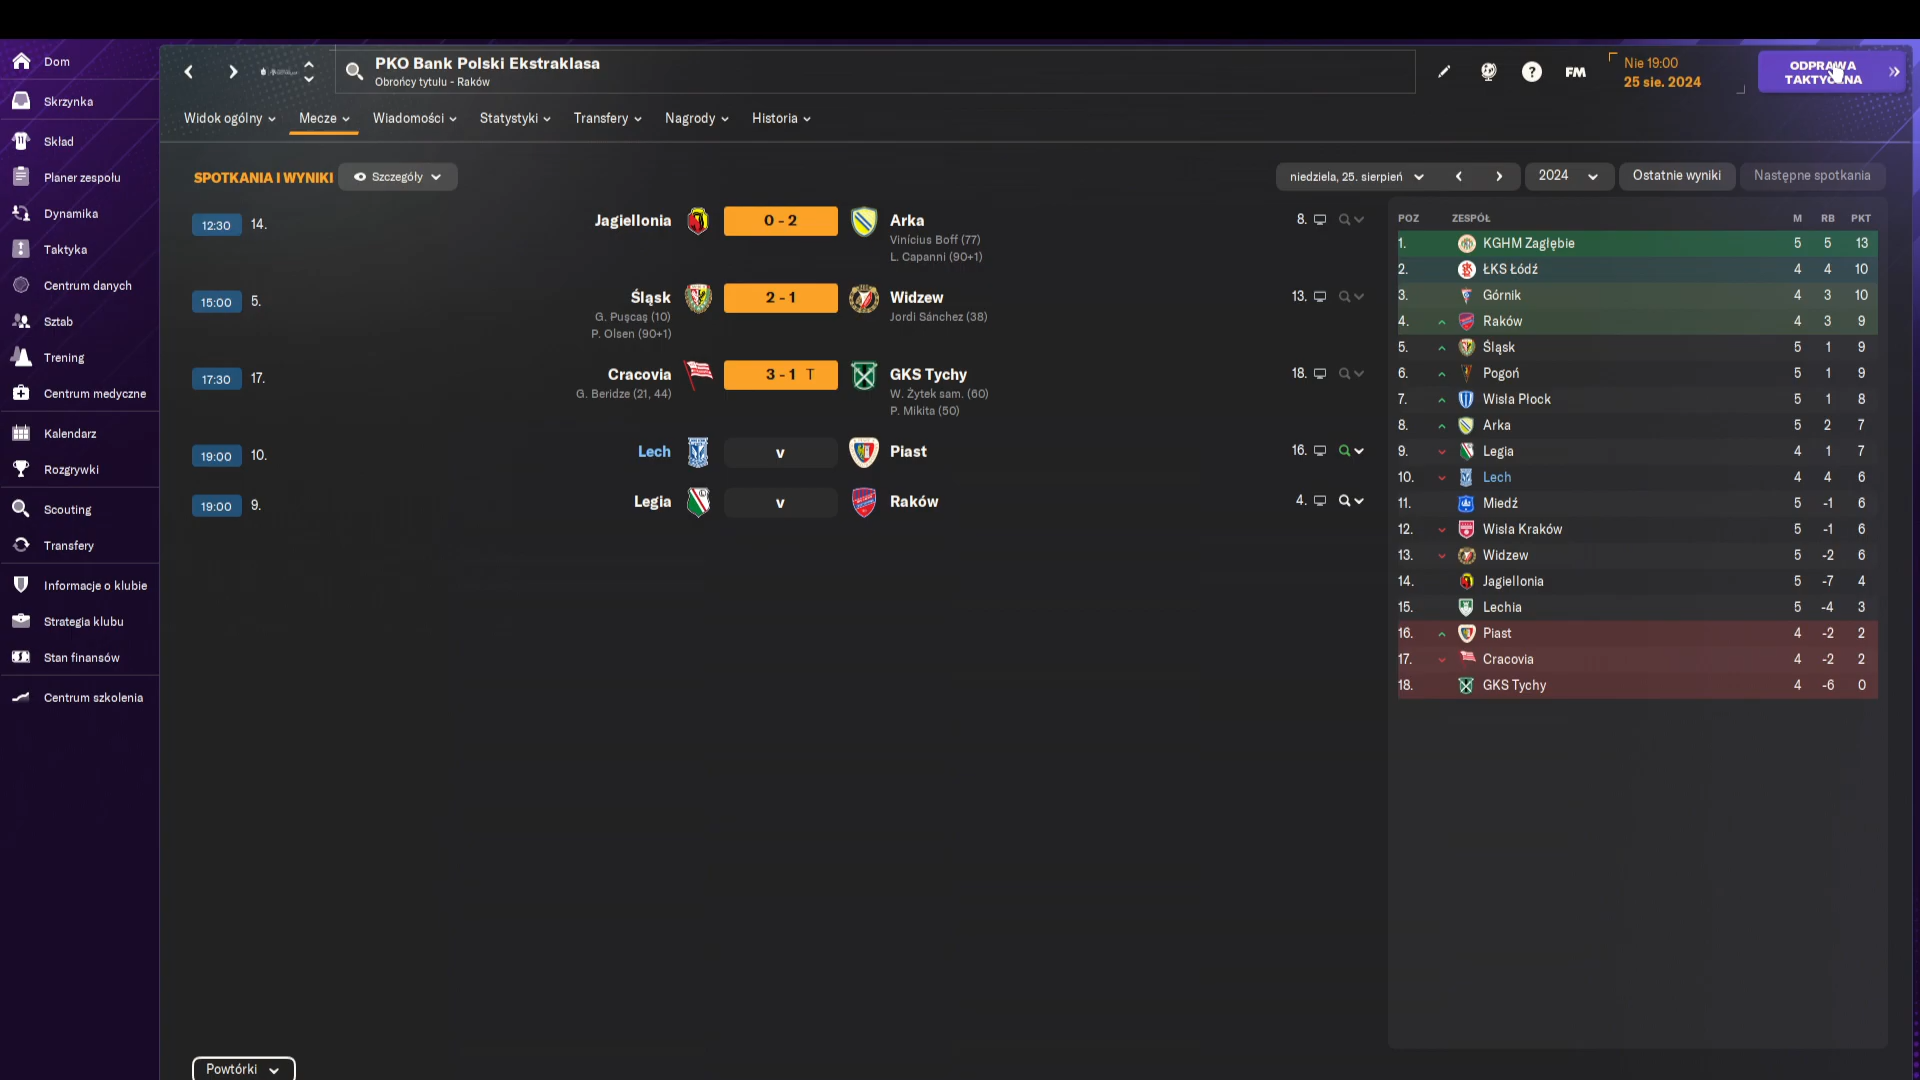 Dom
Skrzynka
Skład
Planer zespołu
Dynamika
Taktyka
Centrum danych
Sztab
Trening
Centrum medyczne
Kalendarz
Rozgrywki
Scouting
Transfery
Informacje o klubie
Strategia klubu
Stan finansów
Centrum szkolenia
PKO Bank Polski Ekstraklasa
Obrońcy tytulu - Raków
FM
Nie 19:00
25 sie. 2024
ODPRAWA TAKTYCZNA
Widok ogólny Mecze Wiadomości Statystyki Transfery Nagrody Historia
SPOTKANIA I WYNIKI Szczegóły
niedziela, 25. sierpień 2024 Ostatnie wyniki Następne spotkania
12:30 14. Jagiellonia 0 - 2 Arka 8.
Vinícius Boff (77)
L. Capanni (90+1)
15:00 5. Śląsk 2 - 1 Widzew 13.
G. Pușcaș (10) Jordi Sánchez (38)
P. Olsen (90+1)
17:30 17. Cracovia 3 - 1 T GKS Tychy 18.
G. Beridze (21, 44) W. Żytek sam. (60)
P. Mikita (50)
19:00 10. Lech v Piast 16.
19:00 9. Legia v Raków 4.
POZ ZESPÓŁ M RB PKT
1. KGHM Zagłębie 5 5 13
2. ŁKS Łódź 4 4 10
3. Górnik 4 3 10
4. Raków 4 3 9
5. Śląsk 5 1 9
6. Pogoń 5 1 9
7. Wisła Płock 5 1 8
8. Arka 5 2 7
9. Legia 4 1 7
10. Lech 4 4 6
11. Miedź 5 -1 6
12. Wisła Kraków 5 -1 6
13. Widzew 5 -2 6
14. Jagiellonia 5 -7 4
15. Lechia 5 -4 3
16. Piast 4 -2 2
17. Cracovia 4 -2 2
18. GKS Tychy 4 -6 0
Powtórki